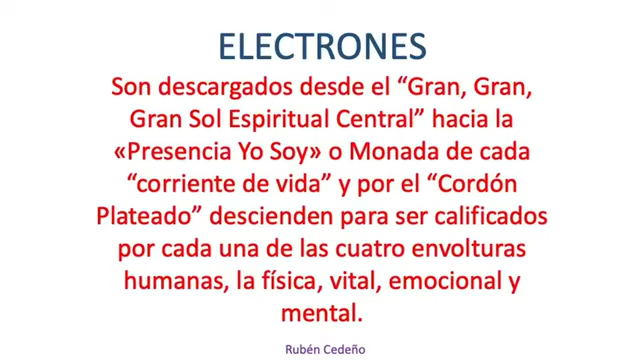 ELECTRONES
Son descargados desde el “Gran, Gran,
Gran Sol Espiritual Central” hacia la
«Presencia Yo Soy» o Monada de cada
“corriente de vida” y por el “Cordón
Plateado” descienden para ser calificados
por cada una de las cuatro envolturas
humanas, la física, vital, emocional y
mental.
Rubén Cedeño